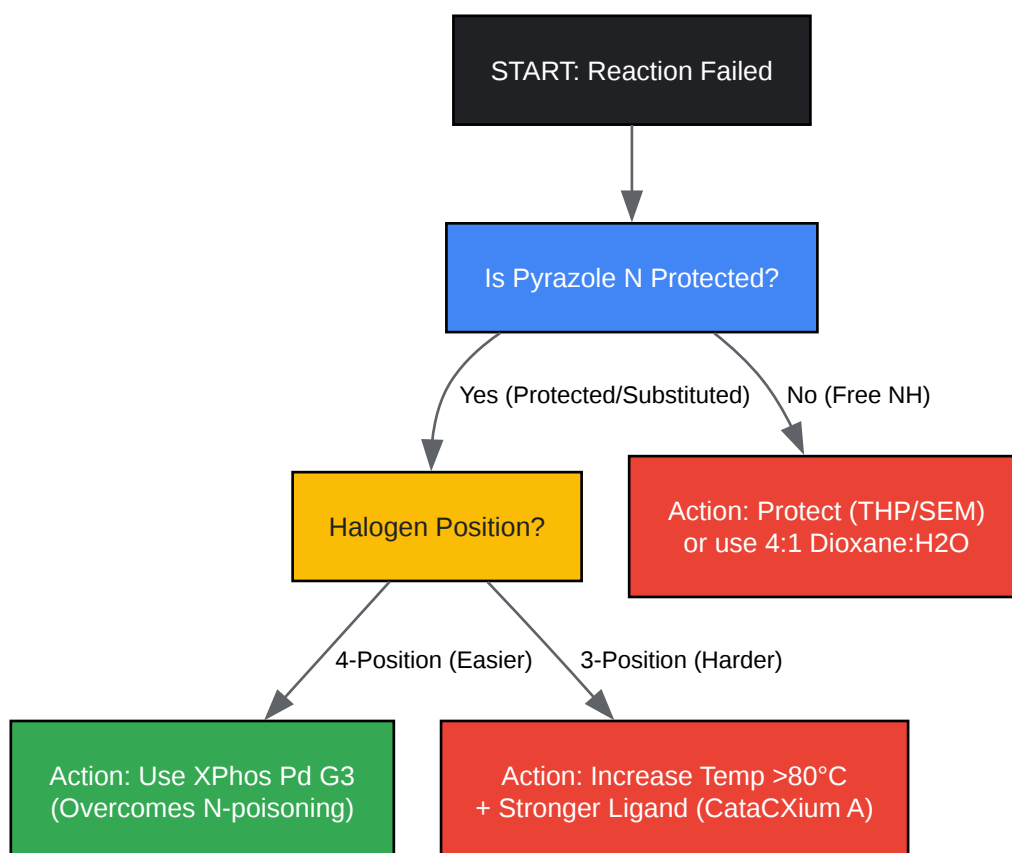 START: Reaction Failed
Is Pyrazole N Protected?
Yes (Protected/Substituted)
No (Free NH)
Halogen Position?
Action: Protect (THP/SEM)
or use 4:1 Dioxane:H2O
4-Position (Easier)
3-Position (Harder)
Action: Use XPhos Pd G3
(Overcomes N-poisoning)
Action: Increase Temp >80°C
+ Stronger Ligand (CataCXium A)